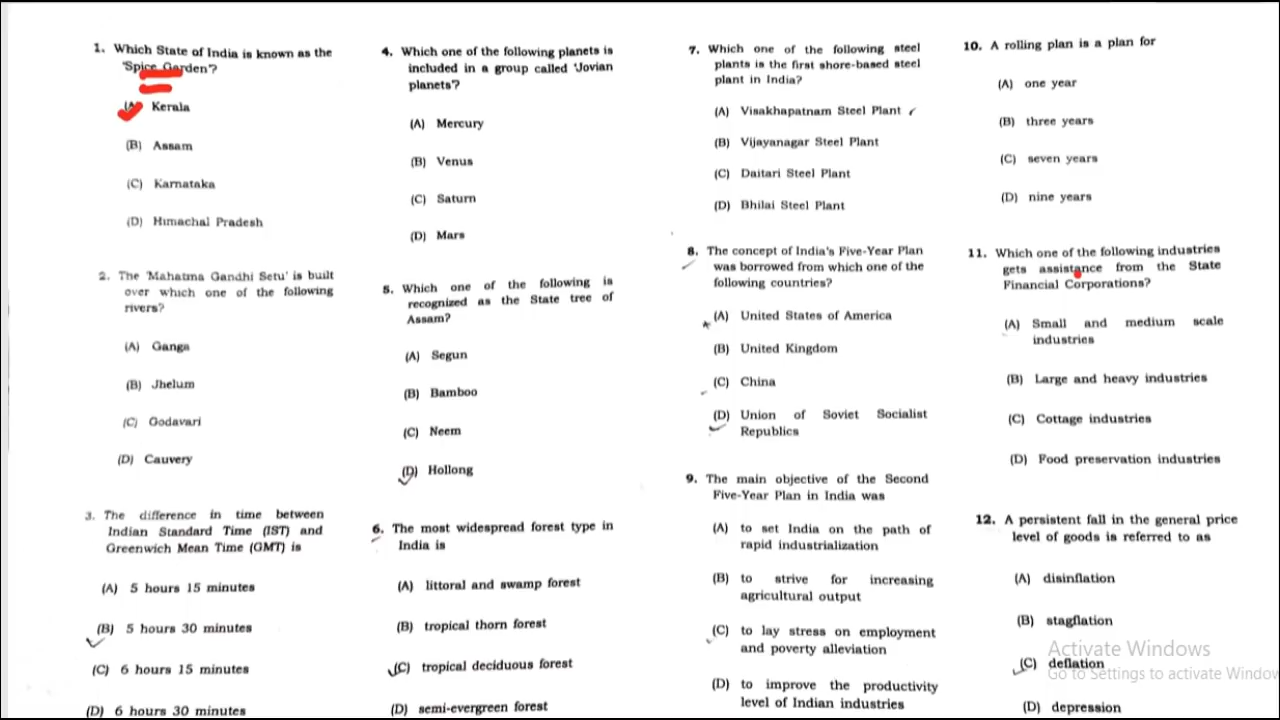 1. Which State of India is known as the
'Spice Garden'?
(A) Kerala
(B) Assam
(C) Karnataka
(D) Himachal Pradesh
2. The 'Mahatma Gandhi Setu' is built
over which one of the following
rivers?
(A) Ganga
(B) Jhelum
(C) Godavari
(D) Cauvery
3. The difference in time between
Indian Standard Time (IST) and
Greenwich Mean Time (GMT) is
(A) 5 hours 15 minutes
(B) 5 hours 30 minutes
(C) 6 hours 15 minutes
(D) 6 hours 30 minutes
4. Which one of the following planets is
included in a group called 'Jovian
planets'?
(A) Mercury
(B) Venus
(C) Saturn
(D) Mars
5. Which one of the following is
recognized as the State tree of
Assam?
(A) Segun
(B) Bamboo
(C) Neem
(D) Hollong
6. The most widespread forest type in
India is
(A) littoral and swamp forest
(B) tropical thorn forest
(C) tropical deciduous forest
(D) semi-evergreen forest
7. Which one of the following steel
plants is the first shore-based steel
plant in India?
(A) Visakhapatnam Steel Plant
(B) Vijayanagar Steel Plant
(C) Daitari Steel Plant
(D) Bhilai Steel Plant
8. The concept of India's Five-Year Plan
was borrowed from which one of the
following countries?
(A) United States of America
(B) United Kingdom
(C) China
(D) Union of Soviet Socialist
Republics
9. The main objective of the Second
Five-Year Plan in India was
(A) to set India on the path of
rapid industrialization
(B) to strive for increasing
agricultural output
(C) to lay stress on employment
and poverty alleviation
(D) to improve the productivity
level of Indian industries
10. A rolling plan is a plan for
(A) one year
(B) three years
(C) seven years
(D) nine years
11. Which one of the following industries
gets assistance from the State
Financial Corporations?
(A) Small and medium scale
industries
(B) Large and heavy industries
(C) Cottage industries
(D) Food preservation industries
12. A persistent fall in the general price
level of goods is referred to as
(A) disinflation
(B) stagflation
(C) deflation
(D) depression
Activate Windows
Go to Settings to activate Window